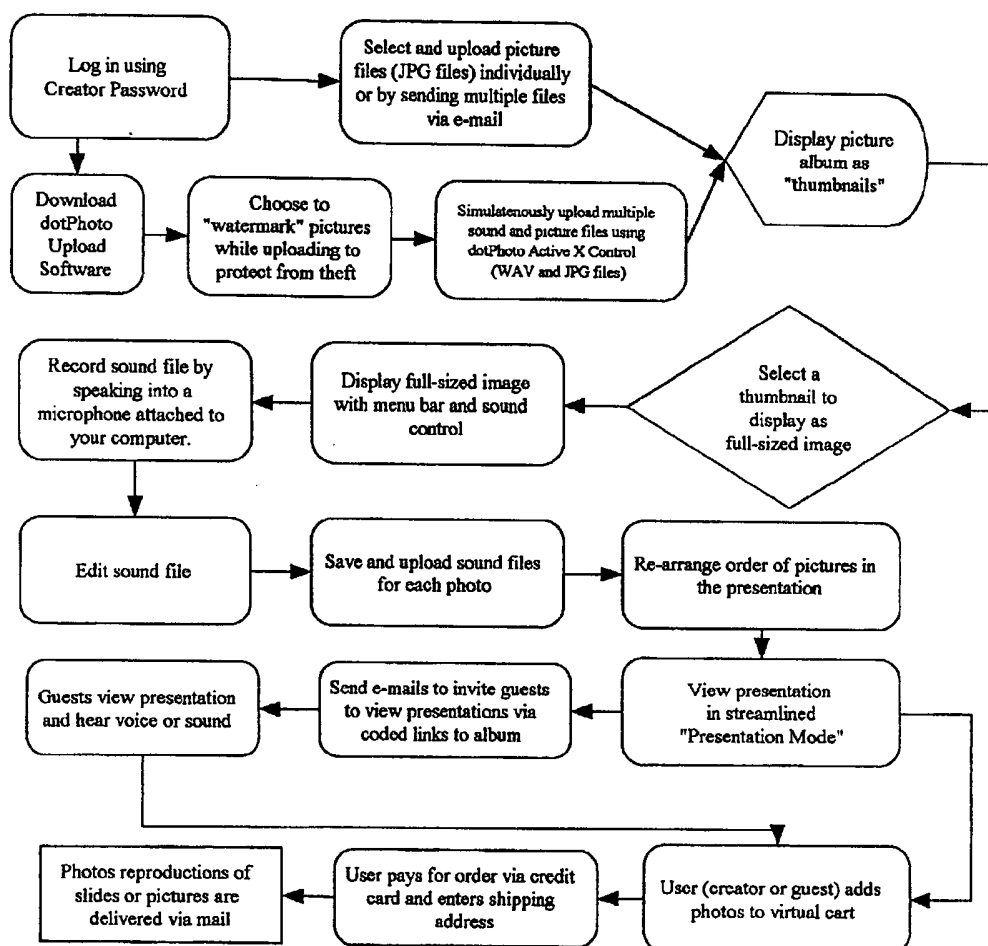 Log in using
Creator Password
Select and upload picture
files (JPG files) individually
or by sending multiple files
via e-mail
Display picture
album as
"thumbnails"
Download
dotPhoto
Upload
Software
Choose to
"watermark" pictures
while uploading to
protect from theft
Simulatenously upload multiple
sound and picture files using
dotPhoto Active X Control
(WAV and JPG files)
Record sound file by
speaking into a
microphone attached to
your computer.
Display full-sized image
with menu bar and sound
control
Select a
thumbnail to
display as
full-sized image
Edit sound file
Save and upload sound files
for each photo
Re-arrange order of pictures in
the presentation
Guests view presentation
and hear voice or sound
Send e-mails to invite guests
to view presentations via
coded links to album
View presentation
in streamlined
"Presentation Mode"
Photos reproductions of
slides or pictures are
delivered via mail
User pays for order via credit
card and enters shipping
address
User (creator or guest) adds
photos to virtual cart